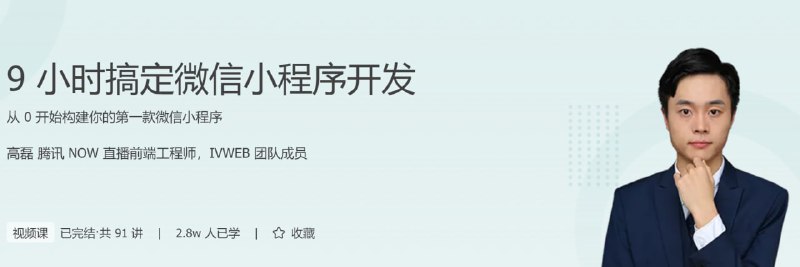 9 小时搞定微信小程序开发
从 0 开始构建你的第一款微信小程序
高磊 腾讯 NOW 直播前端工程师，IVWEB 团队成员
视频课 已完结·共 91 讲 | 2.8w 人已学 | 收藏